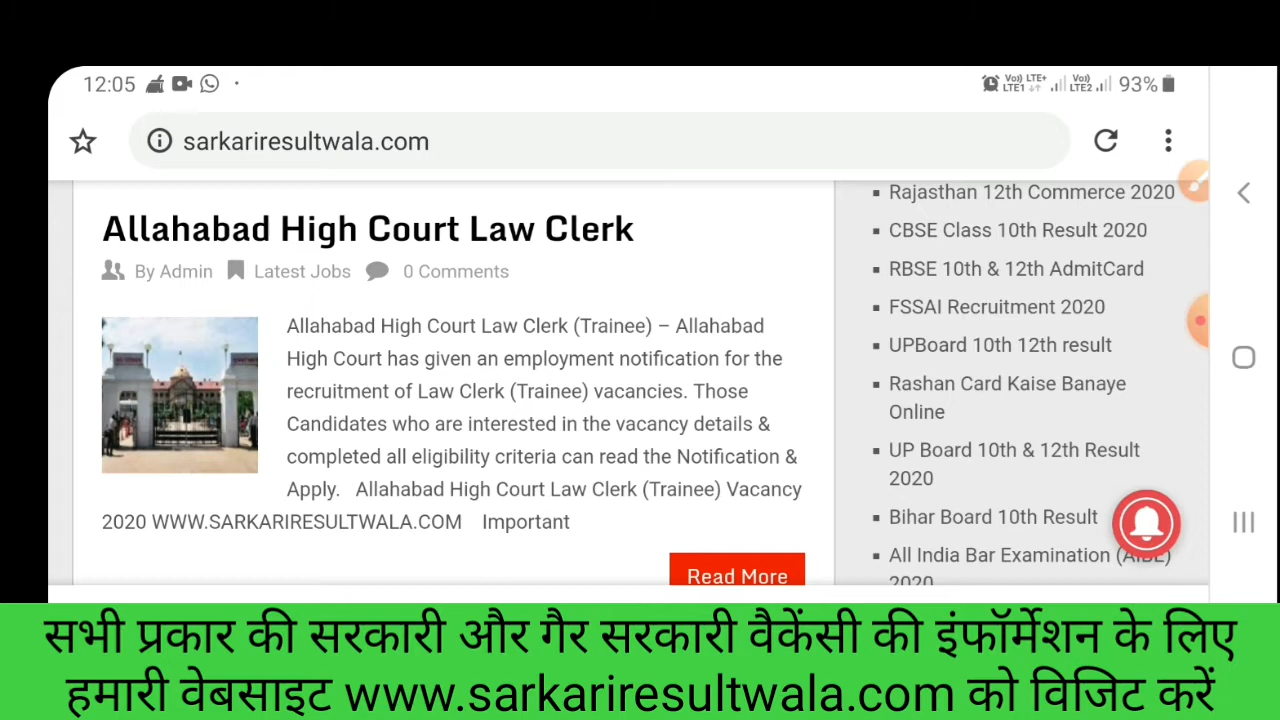 12:05
LTE1 LTE+ LTE2 93%
sarkariresultwala.com
Allahabad High Court Law Clerk
By Admin Latest Jobs 0 Comments
Allahabad High Court Law Clerk (Trainee) – Allahabad
High Court has given an employment notification for the
recruitment of Law Clerk (Trainee) vacancies. Those
Candidates who are interested in the vacancy details &
completed all eligibility criteria can read the Notification &
Apply. Allahabad High Court Law Clerk (Trainee) Vacancy
2020 WWW.SARKARIRESULTWALA.COM Important
Read More
Rajasthan 12th Commerce 2020
CBSE Class 10th Result 2020
RBSE 10th & 12th AdmitCard
FSSAI Recruitment 2020
UPBoard 10th 12th result
Rashan Card Kaise Banaye
Online
UP Board 10th & 12th Result
2020
Bihar Board 10th Result
All India Bar Examination (AIBE)
2020
सभी प्रकार की सरकारी और गैर सरकारी वैकेंसी की इंफॉर्मेशन के लिए
हमारी वेबसाइट www.sarkariresultwala.com को विजिट करें